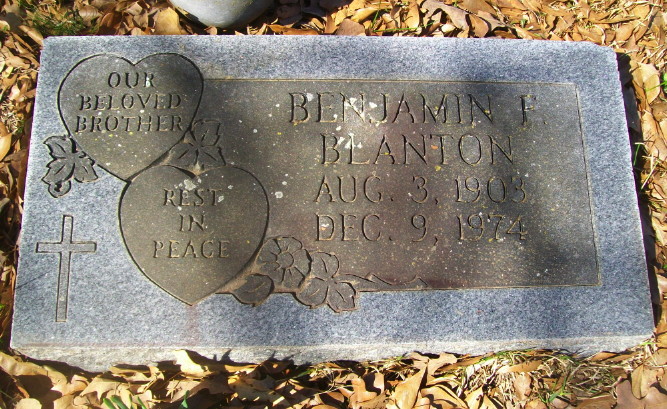 OUR
BELOVED
BROTHER
REST
IN
PEACE
BENJAMIN F.
BLANTON
AUG. 3, 1903
DEC. 9, 1974